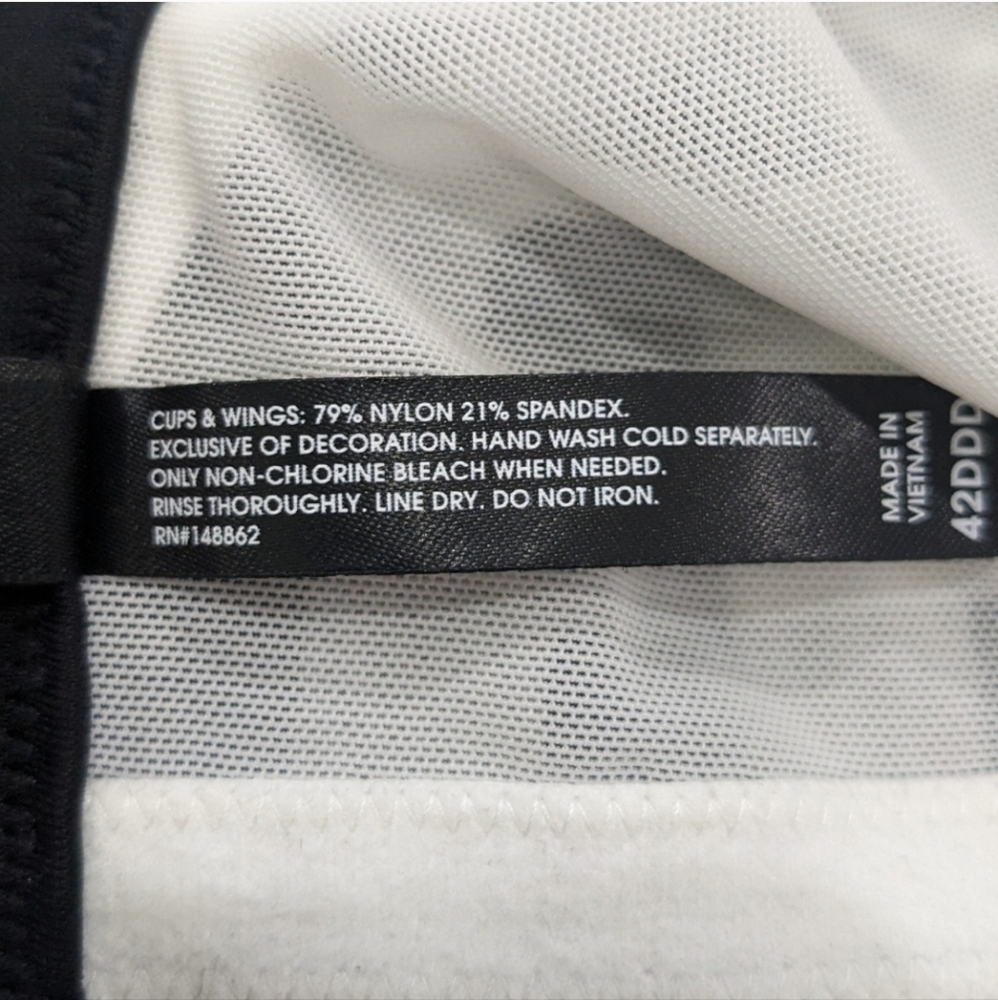 CUPS & WINGS: 79% NYLON 21% SPANDEX.
EXCLUSIVE OF DECORATION. HAND WASH COLD SEPARATELY.
ONLY NON-CHLORINE BLEACH WHEN NEEDED.
RINSE THOROUGHLY. LINE DRY. DO NOT IRON.
RN#148862
MADE IN
VIETNAM
42DDD